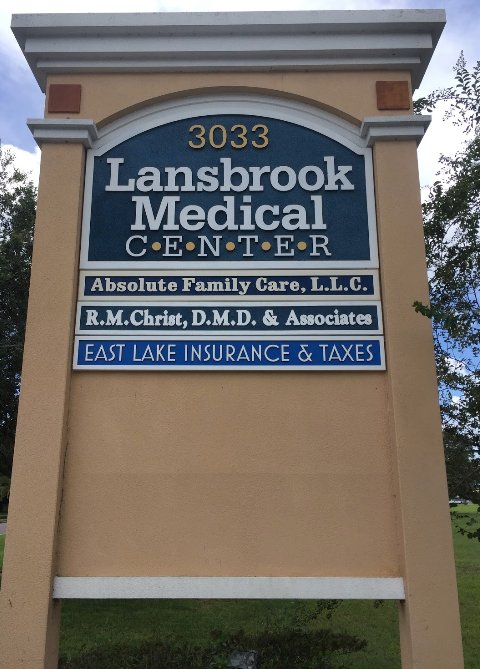 3033
Lansbrook
Medical
C•E•N•T•E•R
Absolute Family Care, L.L.C.
R.M.Christ, D.M.D. & Associates
EAST LAKE INSURANCE & TAXES